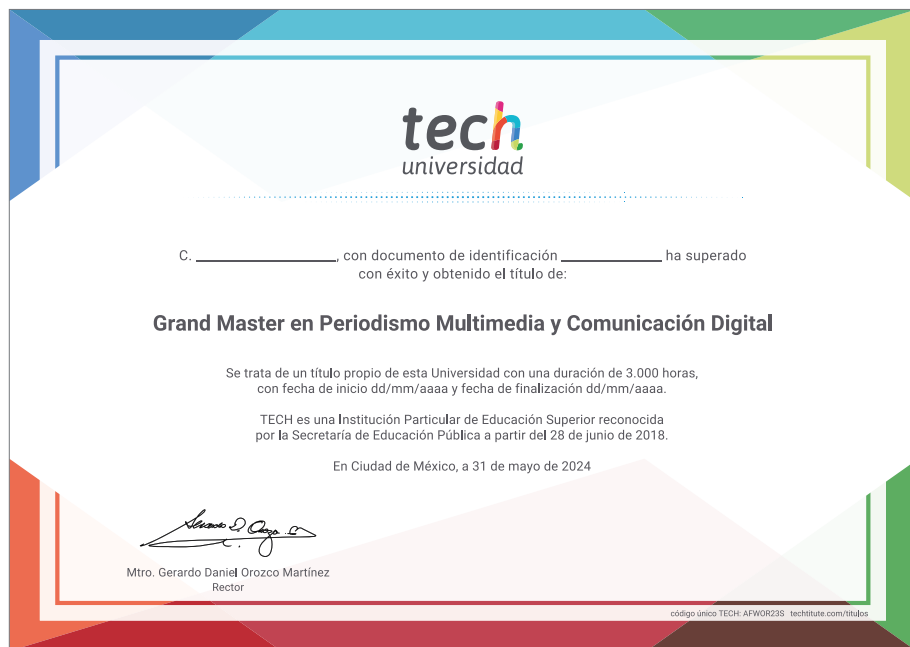 tech
universidad
C. ____________, con documento de identificación ____________ ha superado
con éxito y obtenido el título de:
Grand Master en Periodismo Multimedia y Comunicación Digital
Se trata de un título propio de esta Universidad con una duración de 3.000 horas,
con fecha de inicio dd/mm/aaaa y fecha de finalización dd/mm/aaaa.
TECH es una Institución Particular de Educación Superior reconocida
por la Secretaría de Educación Pública a partir del 28 de junio de 2018.
En Ciudad de México, a 31 de mayo de 2024
Mtro. Gerardo Daniel Orozco Martínez
Rector
código único TECH: AFWOR23S techtitute.com/titulos